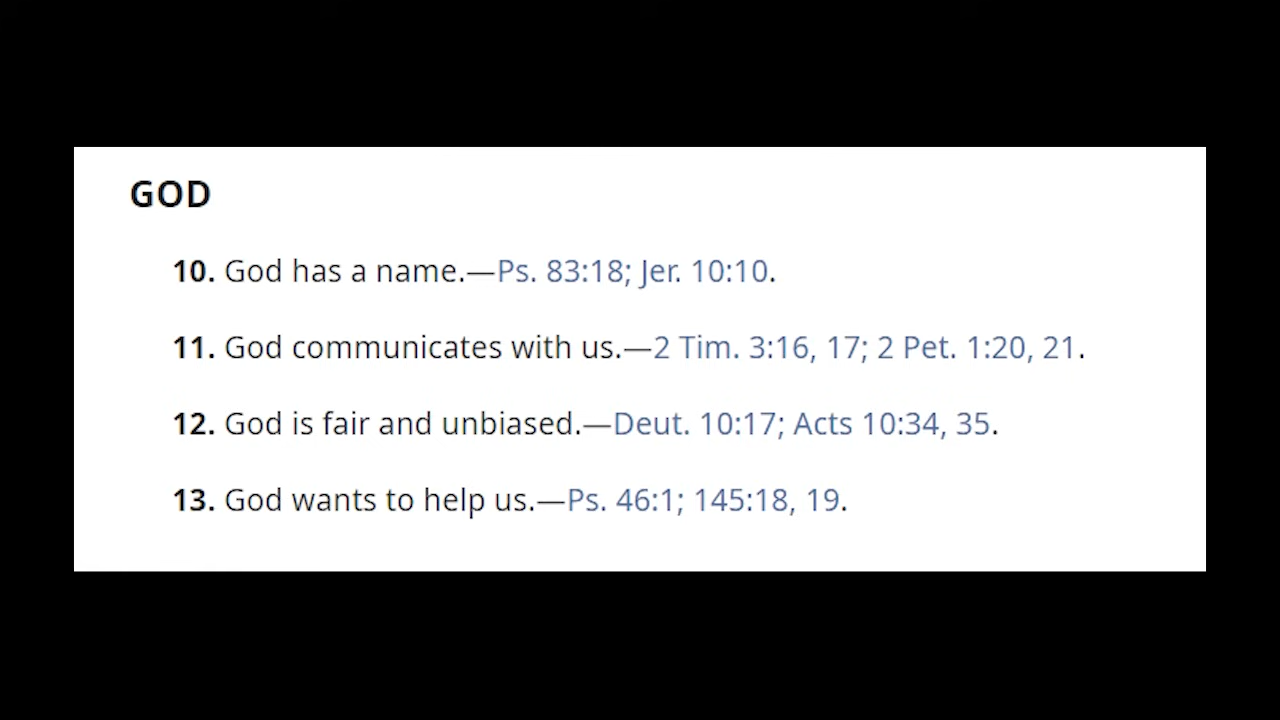 GOD
10. God has a name.—Ps. 83:18; Jer. 10:10.
11. God communicates with us.—2 Tim. 3:16, 17; 2 Pet. 1:20, 21.
12. God is fair and unbiased.—Deut. 10:17; Acts 10:34, 35.
13. God wants to help us.—Ps. 46:1; 145:18, 19.